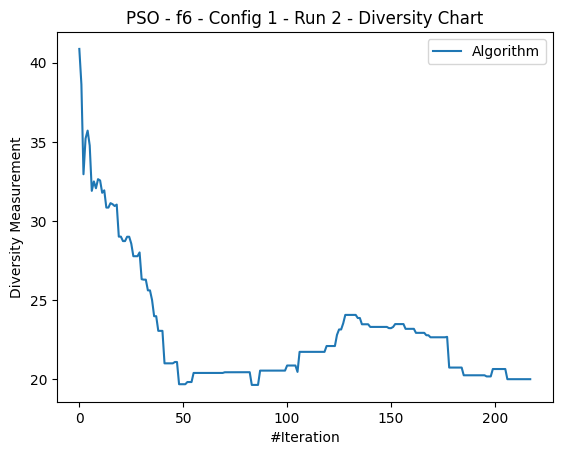 PSO - f6 - Config 1 - Run 2 - Diversity Chart
Algorithm
Diversity Measurement
40
35
30
25
20
0
50
100
150
200
#Iteration